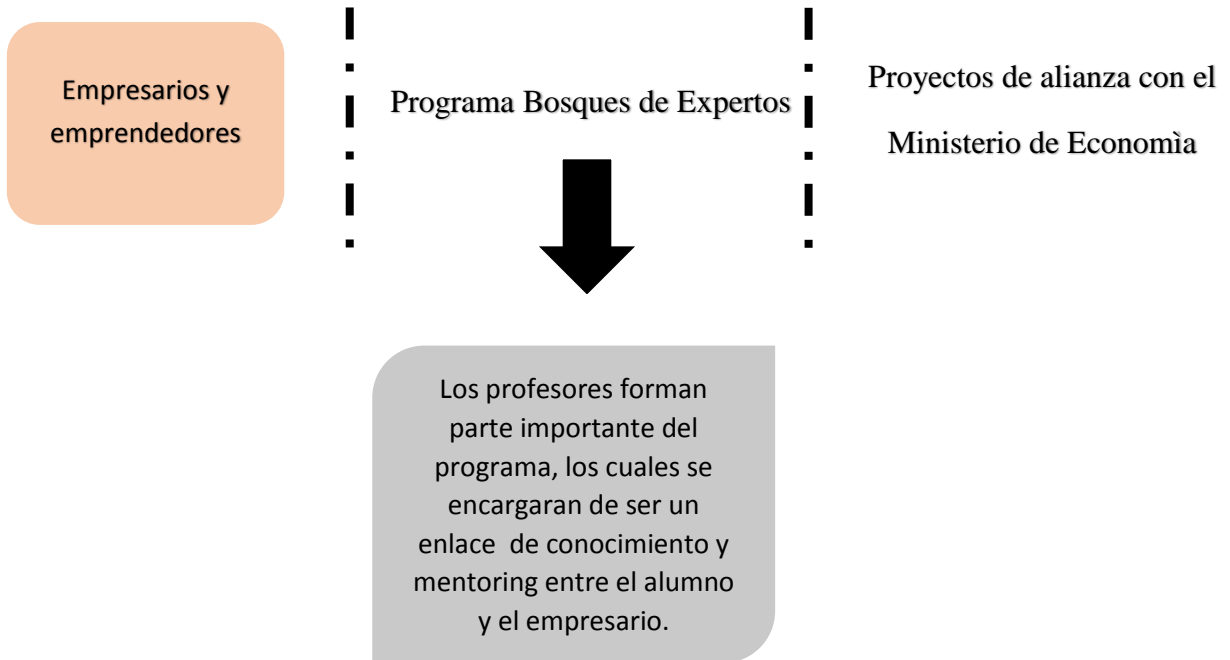 Empresarios y
emprendedores
Programa Bosques de Expertos
Proyectos de alianza con el
Ministerio de Economìa
Los profesores forman
parte importante del
programa, los cuales se
encargaran de ser un
enlace  de conocimiento y
mentoring entre el alumno
y el empresario.